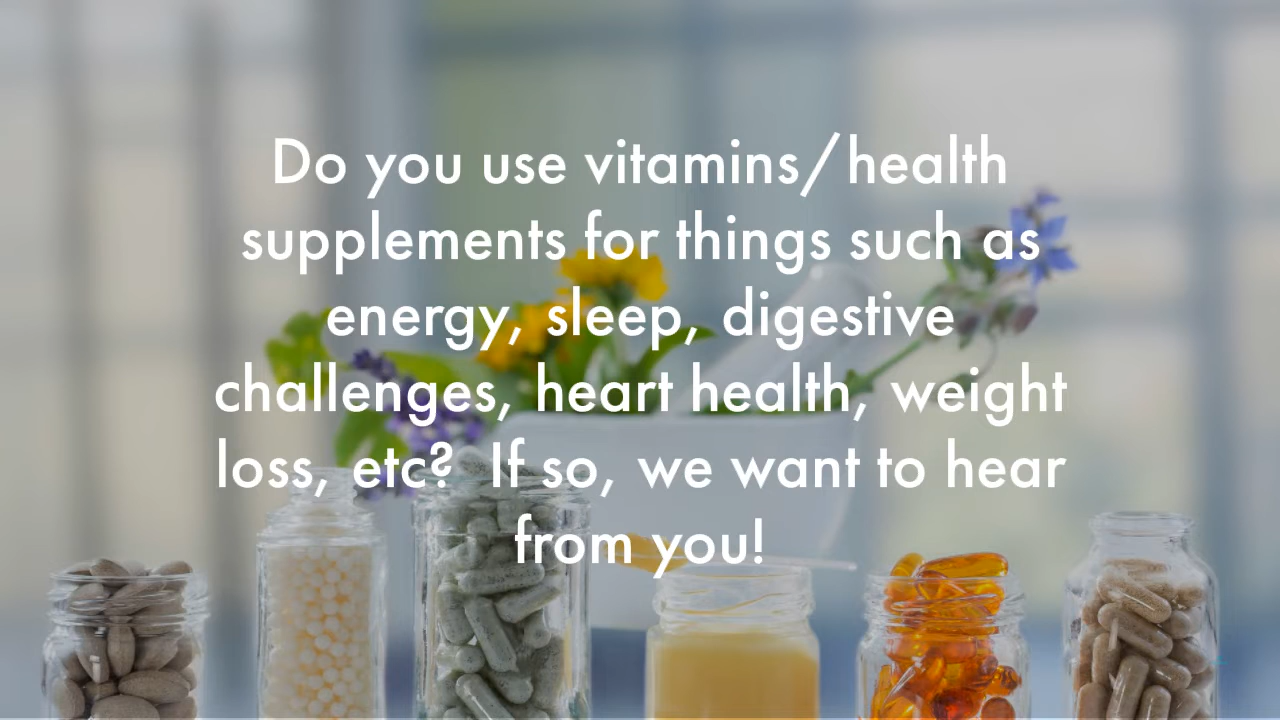 Do you use vitamins/health
supplements for things such as
energy, sleep, digestive
challenges, heart health, weight
loss, etc?  If so, we want to hear
from you!